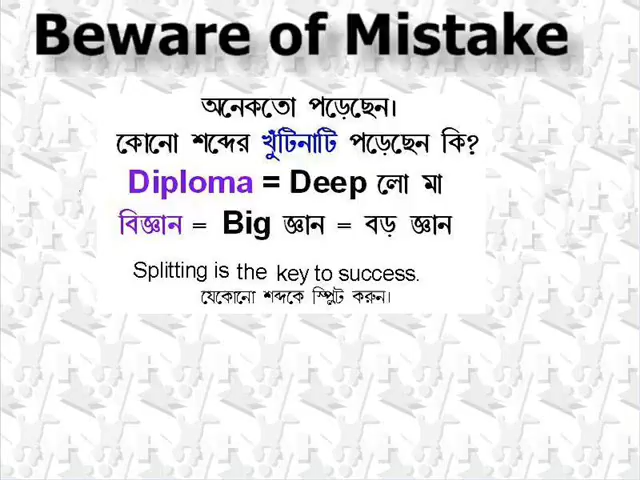 Beware of Mistake
অনেকতো পড়েছেন।
কোনো শব্দের খুঁটিনাটি পড়েছেন কি?
Diploma = Deep লো মা
বিজ্ঞান = Big জ্ঞান = বড় জ্ঞান
Splitting is the key to success.
যেকোনো শব্দকে স্প্লিট করুন।